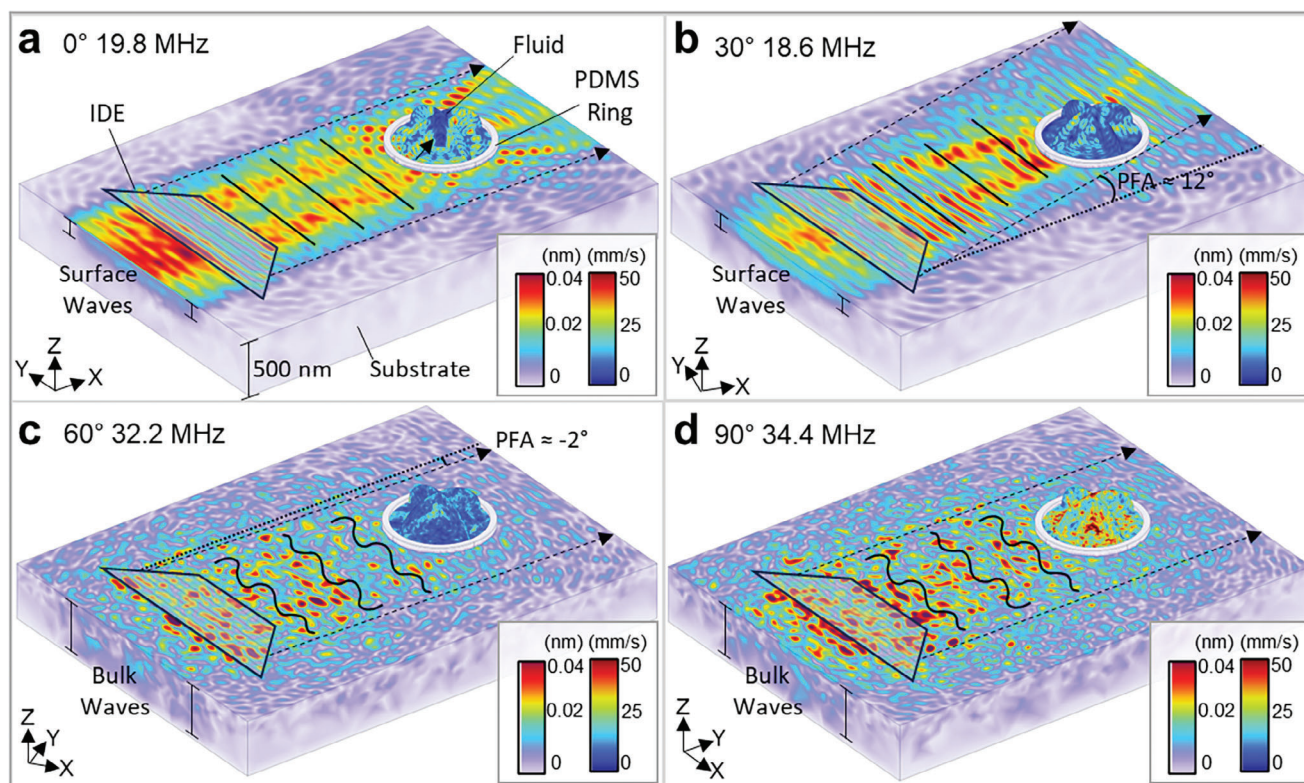 a 0° 19.8 MHz
Fluid
PDMS
Ring
IDE
Surface
Waves
500 nm
Substrate
(nm) (mm/s)
0.04 50
0.02 25
0 0
Z
Y X
b 30° 18.6 MHz
PFA ≈ 12°
Surface
Waves
(nm) (mm/s)
0.04 50
0.02 25
0 0
Z
Y X
c 60° 32.2 MHz
PFA ≈ -2°
Bulk
Waves
(nm) (mm/s)
0.04 50
0.02 25
0 0
Z
Y
X
d 90° 34.4 MHz
Bulk
Waves
(nm) (mm/s)
0.04 50
0.02 25
0 0
Z
Y
X